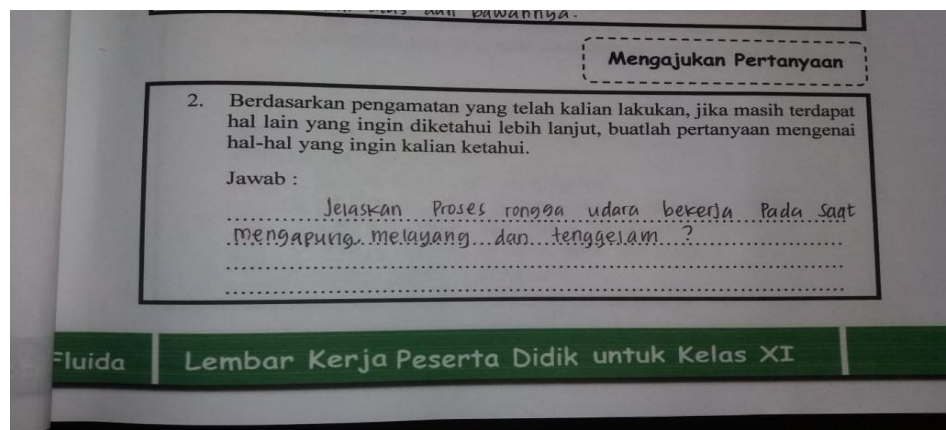 bawahnya.
Mengajukan Pertanyaan
2. Berdasarkan pengamatan yang telah kalian lakukan, jika masih terdapat
hal lain yang ingin diketahui lebih lanjut, buatlah pertanyaan mengenai
hal-hal yang ingin kalian ketahui.
Jawab :
Jelaskan Proses rongga udara bekerja Pada saat
mengapung, melayang dan tenggelam ?
Fluida
Lembar Kerja Peserta Didik untuk Kelas XI